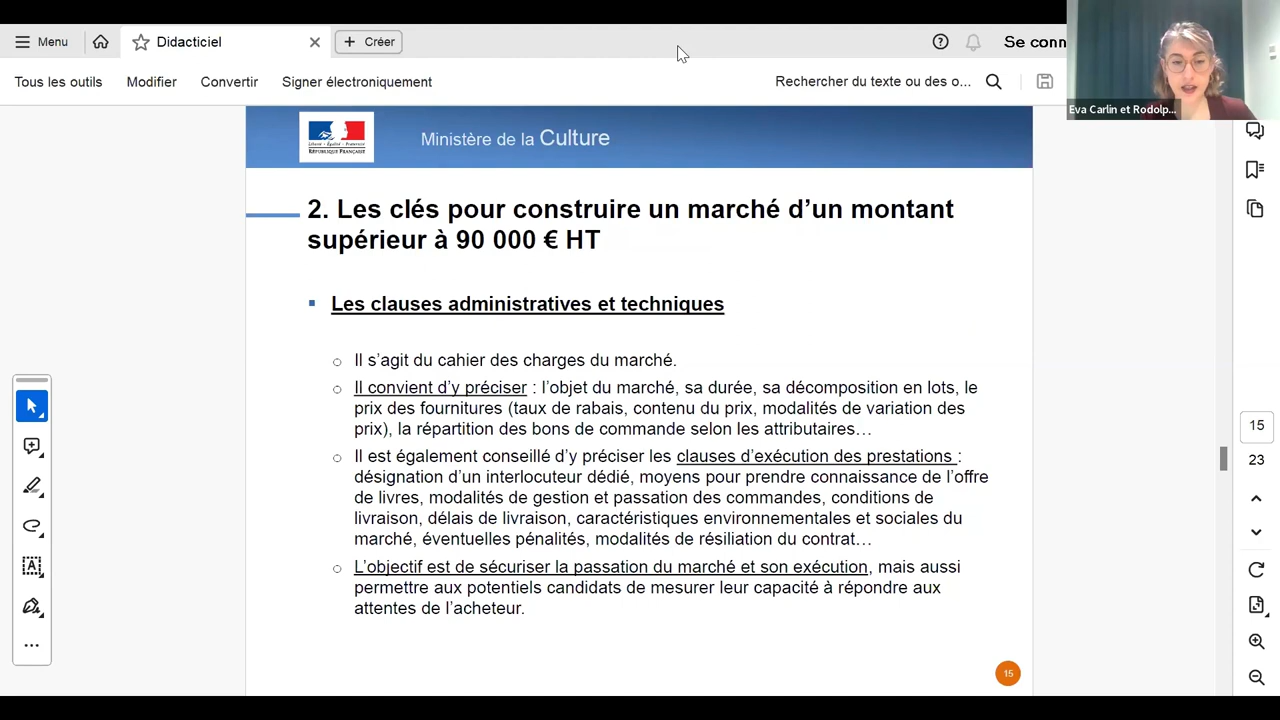 Menu
Didacticiel
Créer
Se conn
Tous les outils
Modifier
Convertir
Signer électroniquement
Rechercher du texte ou des o...
Eva Carlin et Rodolp...
Liberté • Égalité • Fraternité
RÉPUBLIQUE FRANÇAISE
Ministère de la Culture
2. Les clés pour construire un marché d’un montant
supérieur à 90 000 € HT
Les clauses administratives et techniques
Il s’agit du cahier des charges du marché.
Il convient d’y préciser : l’objet du marché, sa durée, sa décomposition en lots, le
prix des fournitures (taux de rabais, contenu du prix, modalités de variation des
prix), la répartition des bons de commande selon les attributaires…
Il est également conseillé d’y préciser les clauses d’exécution des prestations :
désignation d’un interlocuteur dédié, moyens pour prendre connaissance de l’offre
de livres, modalités de gestion et passation des commandes, conditions de
livraison, délais de livraison, caractéristiques environnementales et sociales du
marché, éventuelles pénalités, modalités de résiliation du contrat…
L’objectif est de sécuriser la passation du marché et son exécution, mais aussi
permettre aux potentiels candidats de mesurer leur capacité à répondre aux
attentes de l’acheteur.
15
15
23